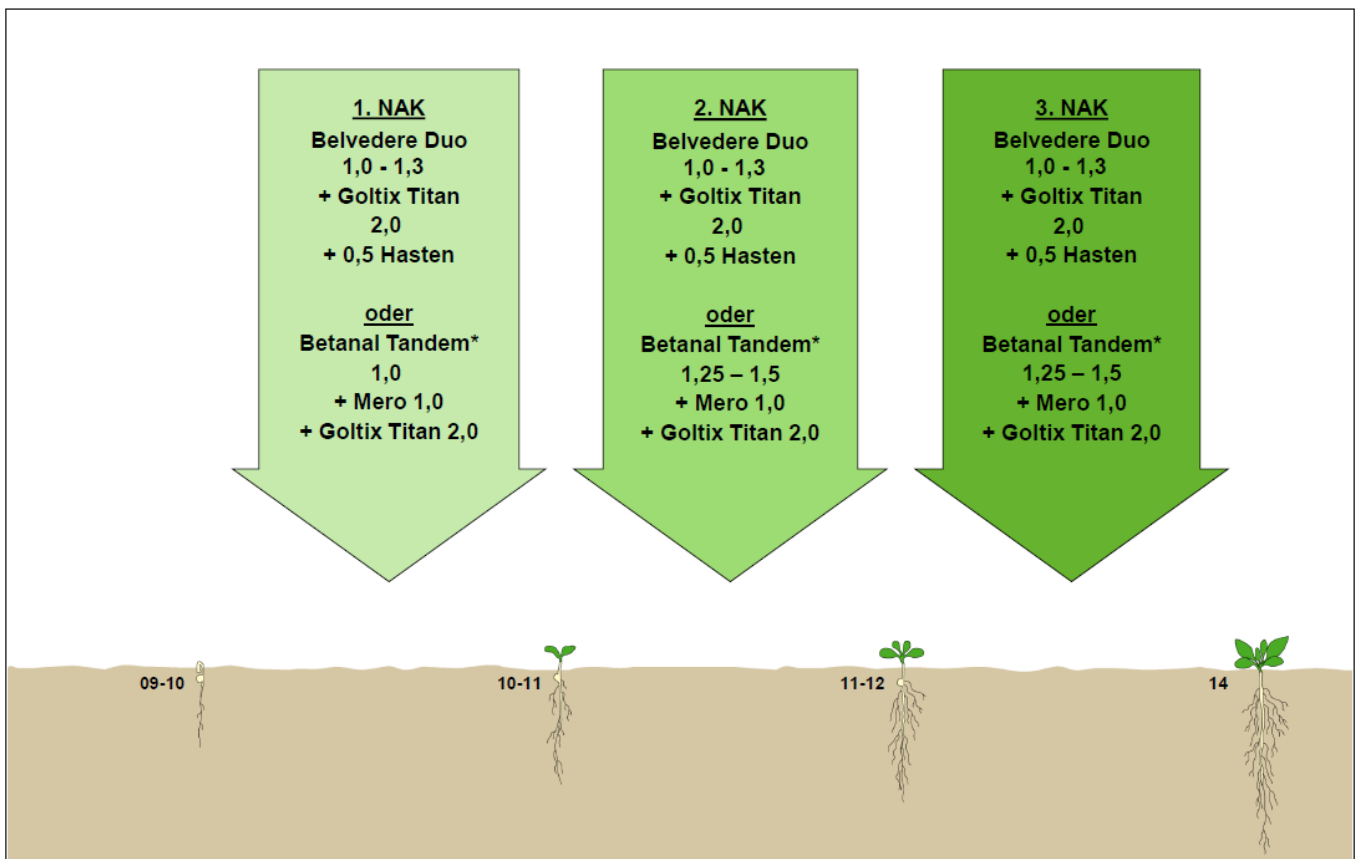 1. NAK
Belvedere Duo
1,0 - 1,3
+ Goltix Titan
2,0
+ 0,5 Hasten
oder
Betanal Tandem*
1,0
+ Mero 1,0
+ Goltix Titan 2,0
2. NAK
Belvedere Duo
1,0 - 1,3
+ Goltix Titan
2,0
+ 0,5 Hasten
oder
Betanal Tandem*
1,25 – 1,5
+ Mero 1,0
+ Goltix Titan 2,0
3. NAK
Belvedere Duo
1,0 - 1,3
+ Goltix Titan
2,0
+ 0,5 Hasten
oder
Betanal Tandem*
1,25 – 1,5
+ Mero 1,0
+ Goltix Titan 2,0
09-10
10-11
11-12
14